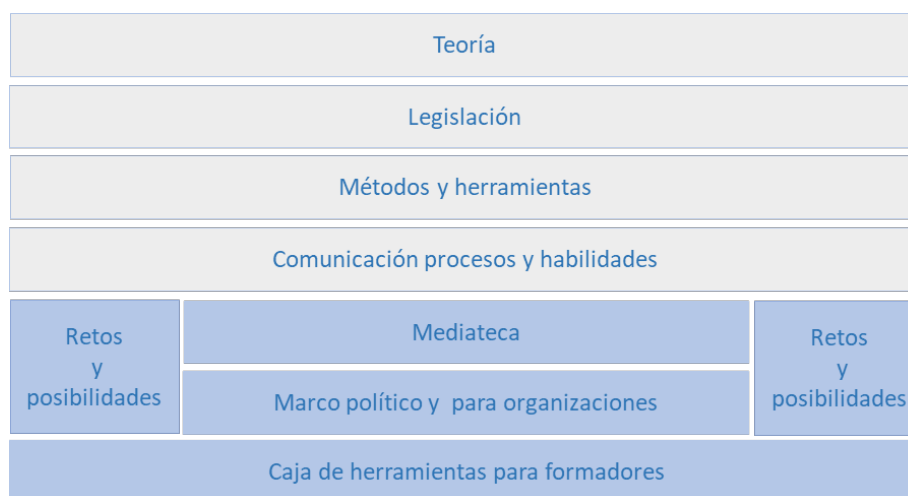 Teoría
Legislación
Métodos y herramientas
Comunicación procesos y habilidades
Retos
y
posibilidades
Mediateca
Marco político y para organizaciones
Retos
y
posibilidades
Caja de herramientas para formadores